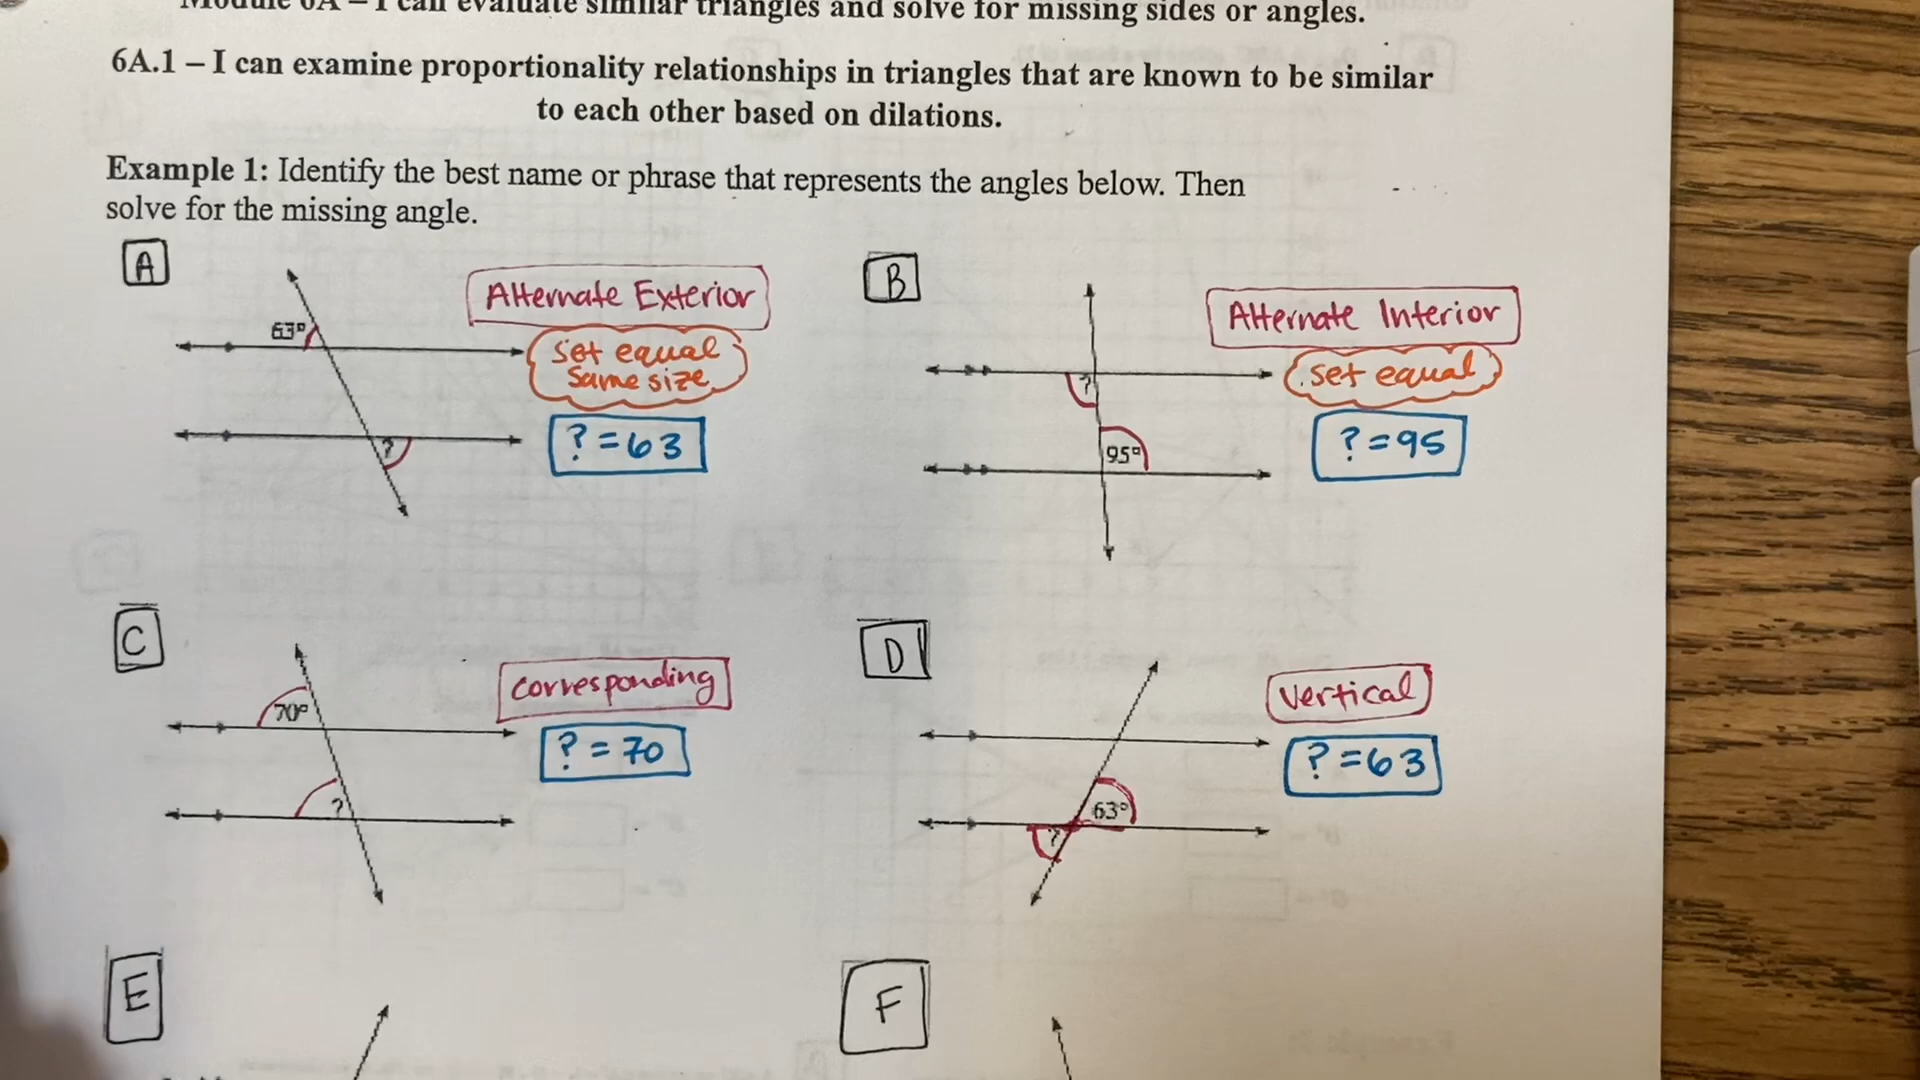 Module 6A – I can evaluate similar triangles and solve for missing sides or angles.
6A.1 – I can examine proportionality relationships in triangles that are known to be similar
to each other based on dilations.
Example 1: Identify the best name or phrase that represents the angles below. Then
solve for the missing angle.
A
63°
?
Alternate Exterior
Set equal
Same size
? = 63
B
?
95°
Alternate Interior
set equal
? = 95
C
70°
?
Corresponding
? = 70
D
63°
?
Vertical
? = 63
E
F